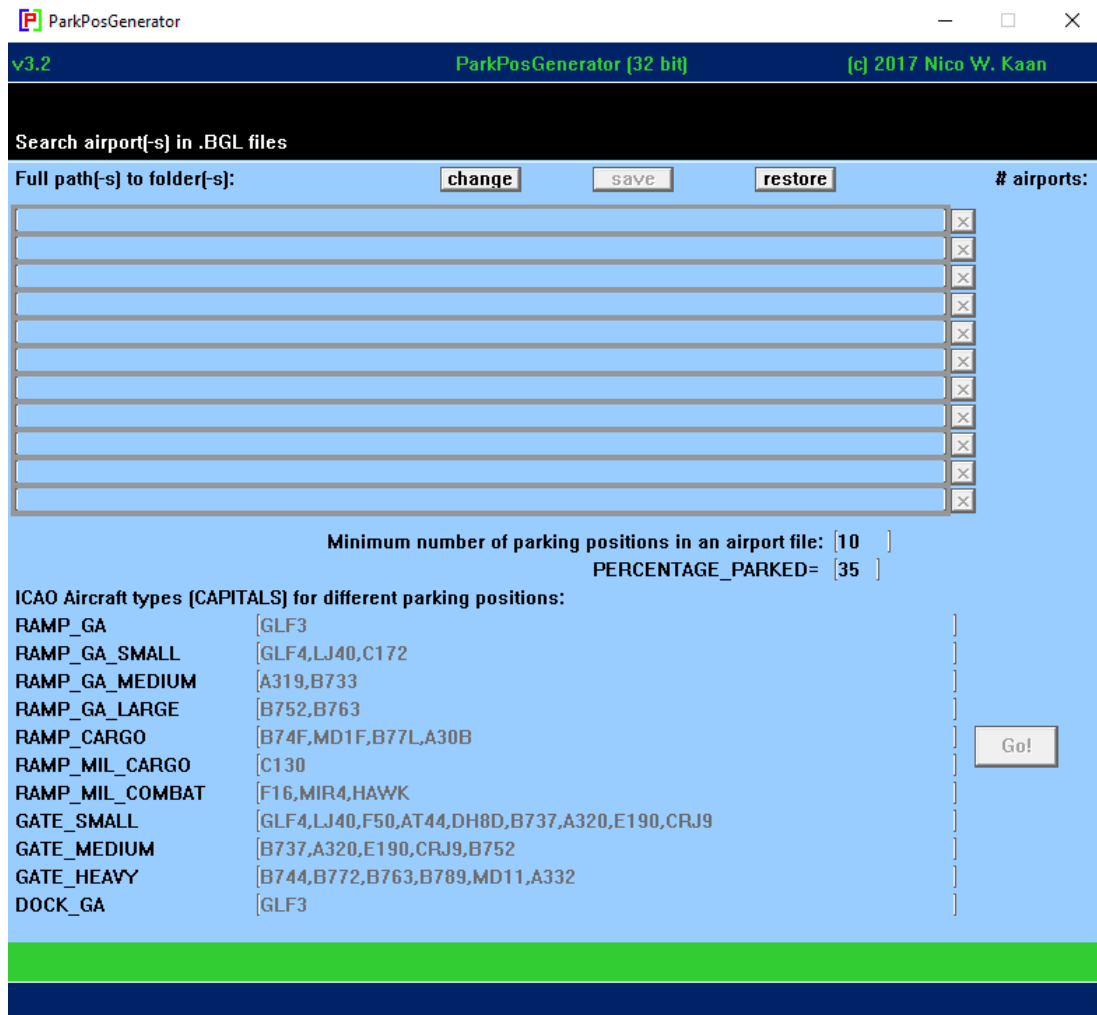 [P] ParkPosGenerator
v3.2 ParkPosGenerator (32 bit) (c) 2017 Nico W. Kaan
Search airport(-s) in .BGL files
Full path(-s) to folder(-s): change save restore # airports:
Minimum number of parking positions in an airport file: [10 ]
PERCENTAGE_PARKED= [35 ]
ICAO Aircraft types (CAPITALS) for different parking positions:
RAMP_GA [GLF3 ]
RAMP_GA_SMALL [GLF4,LJ40,C172 ]
RAMP_GA_MEDIUM [A319,B733 ]
RAMP_GA_LARGE [B752,B763 ]
RAMP_CARGO [B74F,MD1F,B77L,A30B ]
Go!
RAMP_MIL_CARGO [C130 ]
RAMP_MIL_COMBAT [F16,MIR4,HAWK ]
GATE_SMALL [GLF4,LJ40,F50,AT44,DH8D,B737,A320,E190,CRJ9 ]
GATE_MEDIUM [B737,A320,E190,CRJ9,B752 ]
GATE_HEAVY [B744,B772,B763,B789,MD11,A332 ]
DOCK_GA [GLF3 ]